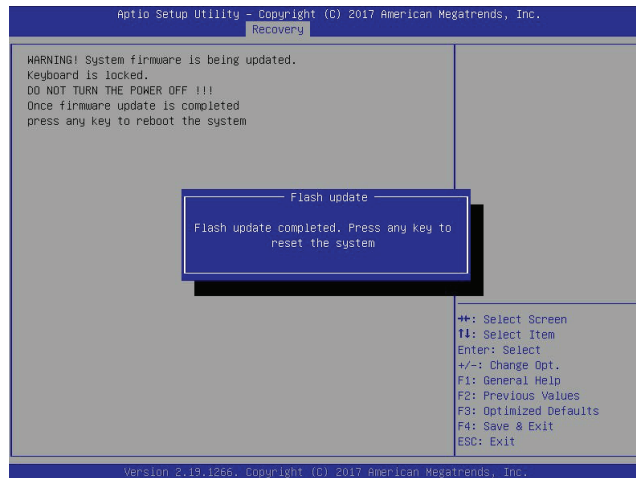 Aptio Setup Utility – Copyright (C) 2017 American Megatrends, Inc.
Recovery
WARNING! System firmware is being updated.
Keyboard is locked.
DO NOT TURN THE POWER OFF !!!
Once firmware update is completed
press any key to reboot the system
Flash update
Flash update completed. Press any key to
reset the system
→←: Select Screen
↑↓: Select Item
Enter: Select
+/-: Change Opt.
F1: General Help
F2: Previous Values
F3: Optimized Defaults
F4: Save & Exit
ESC: Exit
Version 2.19.1266. Copyright (C) 2017 American Megatrends, Inc.